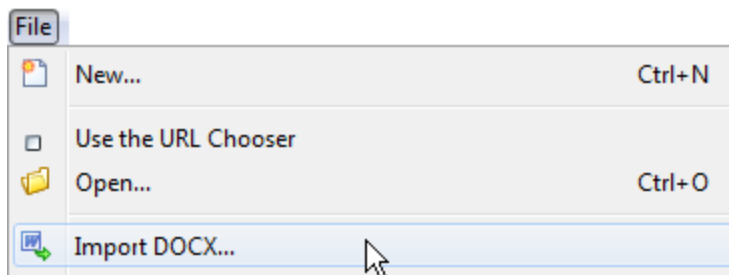 File
New... Ctrl+N
Use the URL Chooser
Open... Ctrl+O
Import DOCX...